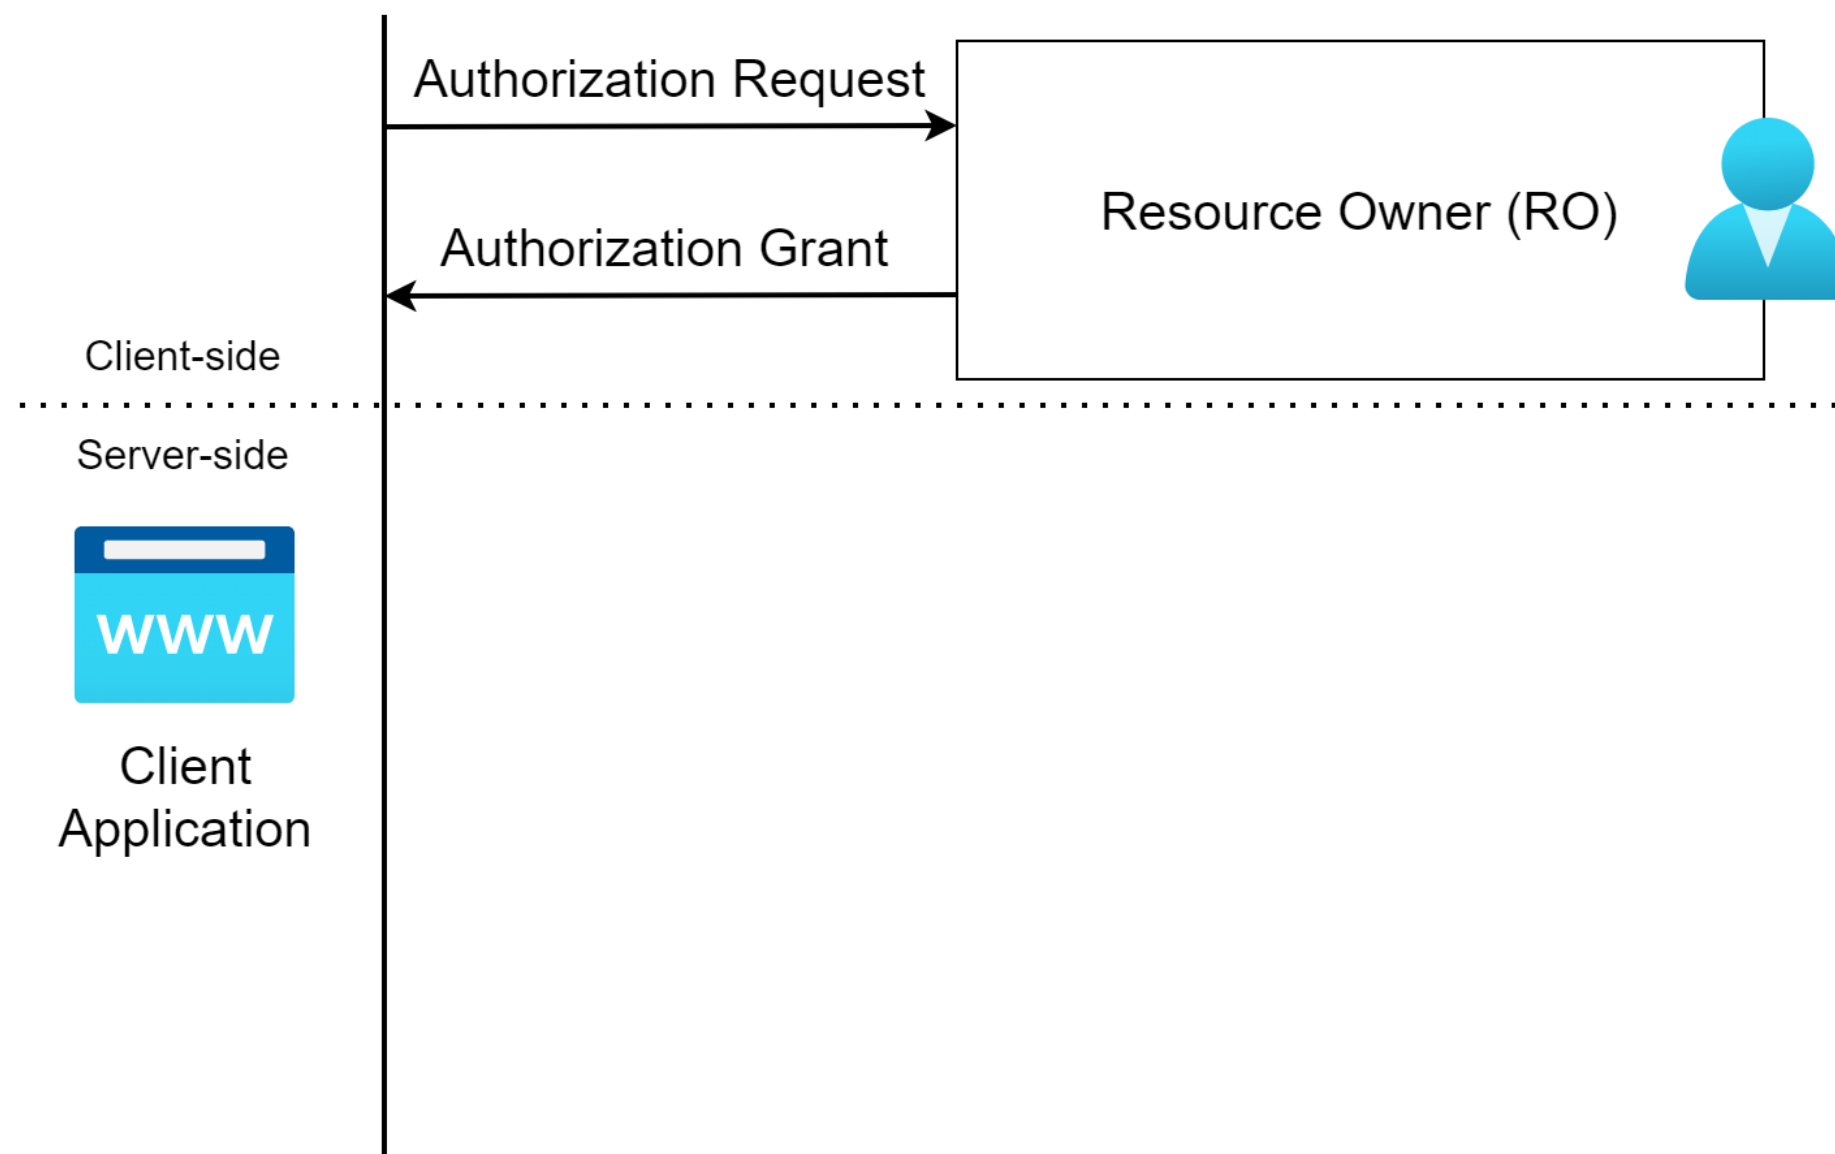 Authorization Request
Resource Owner (RO)
Authorization Grant
Client-side
Server-side
www
Client
Application